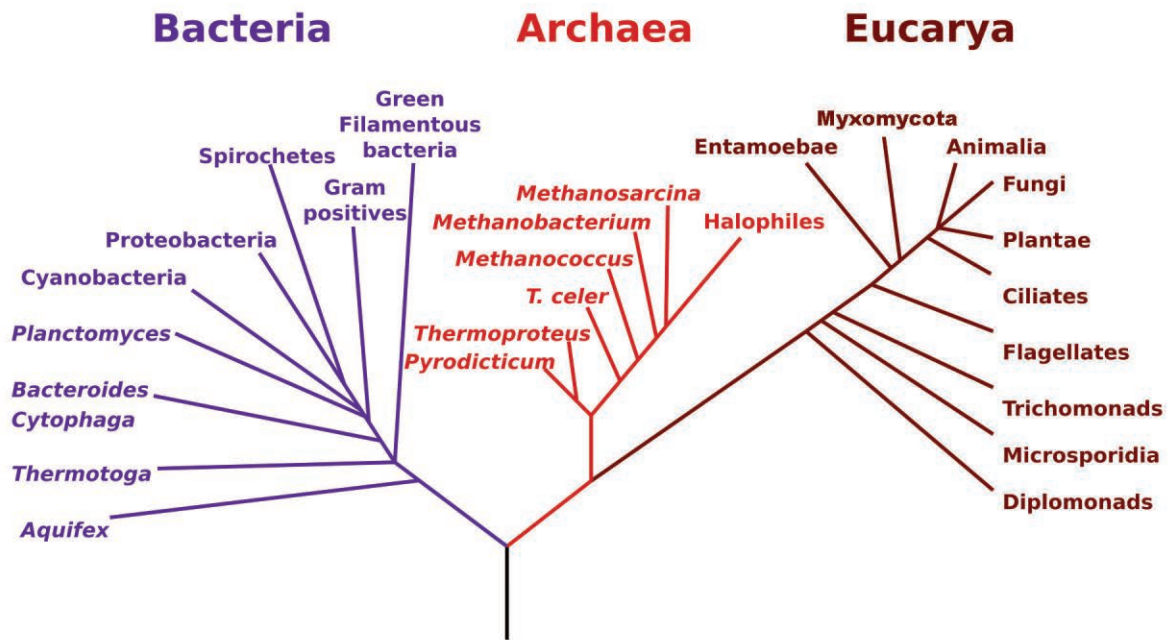 Bacteria
Archaea
Eucarya
Green
Filamentous
bacteria
Spirochetes
Gram
positives
Proteobacteria
Cyanobacteria
Planctomyces
Bacteroides
Cytophaga
Thermotoga
Aquifex
Methanosarcina
Methanobacterium
Halophiles
Methanococcus
T. celer
Thermoproteus
Pyrodicticum
Entamoebae
Myxomycota
Animalia
Fungi
Plantae
Ciliates
Flagellates
Trichomonads
Microsporidia
Diplomonads